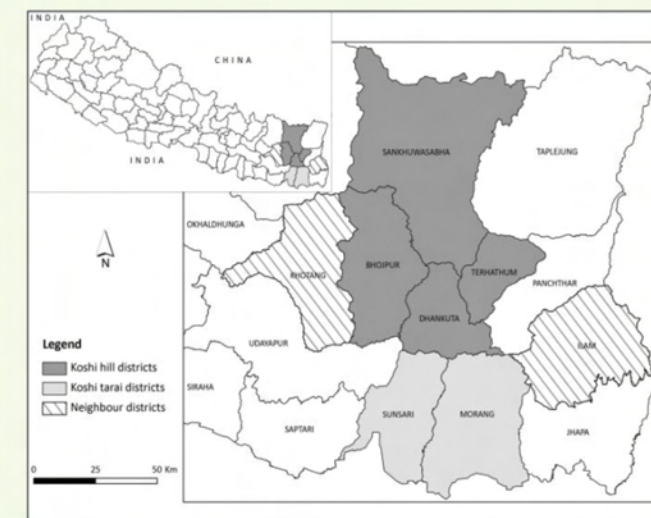 INDIA
CHINA
INDIA
SANKHUWASABHA
TAPLEJUNG
OKHALDHUNGA
KHOTANG
BHOJPUR
TERHATHUM
PANCHTHAR
DHANKUTA
N
UDAYAPUR
ILAM
Legend
Koshi hill districts
Koshi tarai districts
Neighbour districts
SIRAHA
SAPTARI
SUNSARI
MORANG
JHAPA
0 25 50 Km